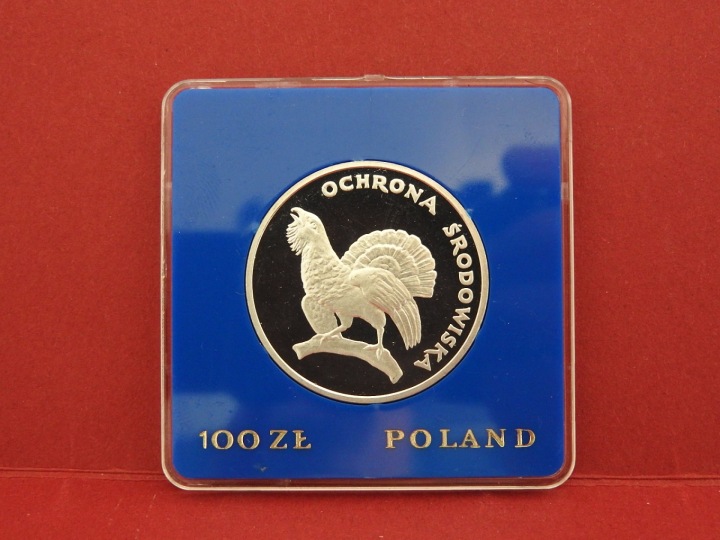 OCHRONA ŚRODOWISKA
100 ZŁ POLAND